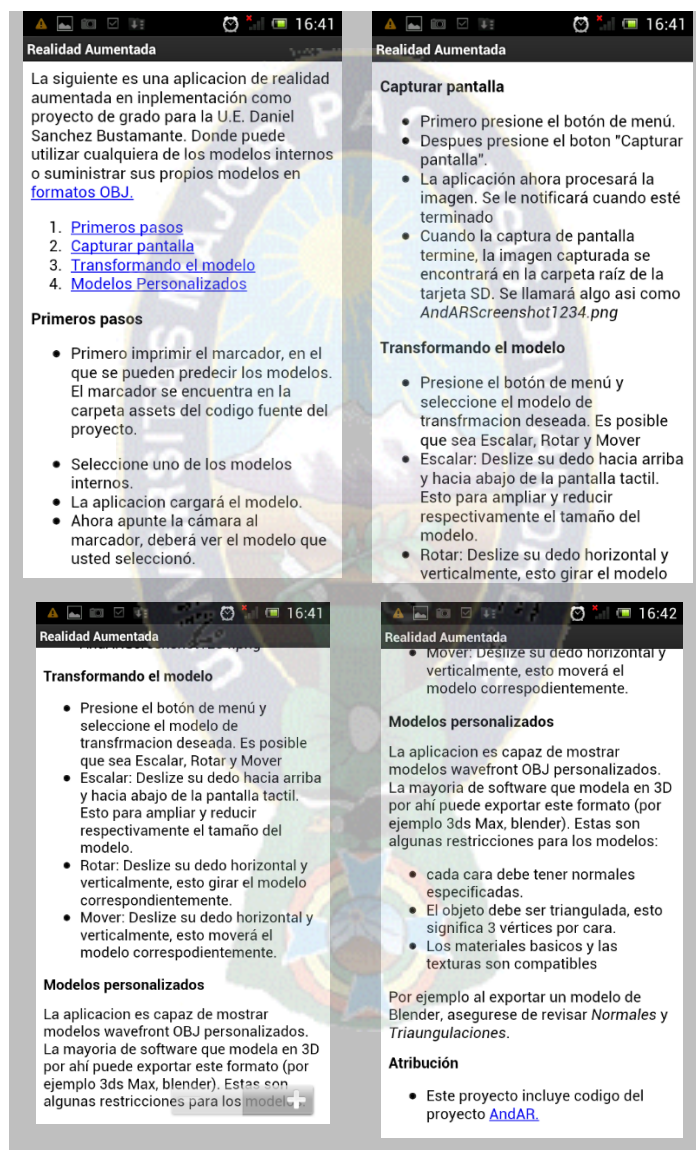 16:41
Realidad Aumentada
La siguiente es una aplicacion de realidad
aumentada en inplementación como
proyecto de grado para la U.E. Daniel
Sanchez Bustamante. Donde puede
utilizar cualquiera de los modelos internos
o suministrar sus propios modelos en
formatos OBJ.
1. Primeros pasos
2. Capturar pantalla
3. Transformando el modelo
4. Modelos Personalizados
Primeros pasos
• Primero imprimir el marcador, en el
que se pueden predecir los modelos.
El marcador se encuentra en la
carpeta assets del codigo fuente del
proyecto.
• Seleccione uno de los modelos
internos.
• La aplicacion cargará el modelo.
• Ahora apunte la cámara al
marcador, deberá ver el modelo que
usted seleccionó.
16:41
Realidad Aumentada
Capturar pantalla
• Primero presione el botón de menú.
• Despues presione el boton "Capturar
pantalla".
• La aplicación ahora procesará la
imagen. Se le notificará cuando esté
terminado
• Cuando la captura de pantalla
termine, la imagen capturada se
encontrará en la carpeta raíz de la
tarjeta SD. Se llamará algo asi como
AndARScreenshot1234.png
Transformando el modelo
• Presione el botón de menú y
seleccione el modelo de
transfrmacion deseada. Es posible
que sea Escalar, Rotar y Mover
• Escalar: Deslize su dedo hacia arriba
y hacia abajo de la pantalla tactil.
Esto para ampliar y reducir
respectivamente el tamaño del
modelo.
• Rotar: Deslize su dedo horizontal y
verticalmente, esto girar el modelo
16:41
Realidad Aumentada
Transformando el modelo
• Presione el botón de menú y
seleccione el modelo de
transfrmacion deseada. Es posible
que sea Escalar, Rotar y Mover
• Escalar: Deslize su dedo hacia arriba
y hacia abajo de la pantalla tactil.
Esto para ampliar y reducir
respectivamente el tamaño del
modelo.
• Rotar: Deslize su dedo horizontal y
verticalmente, esto girar el modelo
correspondientemente.
• Mover: Deslize su dedo horizontal y
verticalmente, esto moverá el
modelo correspodientemente.
Modelos personalizados
La aplicacion es capaz de mostrar
modelos wavefront OBJ personalizados.
La mayoria de software que modela en 3D
por ahí puede exportar este formato (por
ejemplo 3ds Max, blender). Estas son
algunas restricciones para los
16:42
Realidad Aumentada
• Mover: Deslize su dedo horizontal y
verticalmente, esto moverá el
modelo correspodientemente.
Modelos personalizados
La aplicacion es capaz de mostrar
modelos wavefront OBJ personalizados.
La mayoria de software que modela en 3D
por ahí puede exportar este formato (por
ejemplo 3ds Max, blender). Estas son
algunas restricciones para los modelos:
• cada cara debe tener normales
especificadas.
• El objeto debe ser triangulada, esto
significa 3 vértices por cara.
• Los materiales basicos y las
texturas son compatibles
Por ejemplo al exportar un modelo de
Blender, asegurese de revisar Normales y
Triaungulaciones.
Atribución
• Este proyecto incluye codigo del
proyecto AndAR.